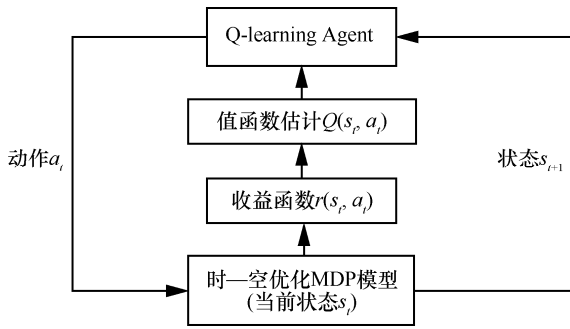 Q-learning Agent
值函数估计Q(s_t, a_t)
动作a_t
状态s_{t+1}
收益函数r(s_t, a_t)
时—空优化MDP模型
(当前状态s_t)